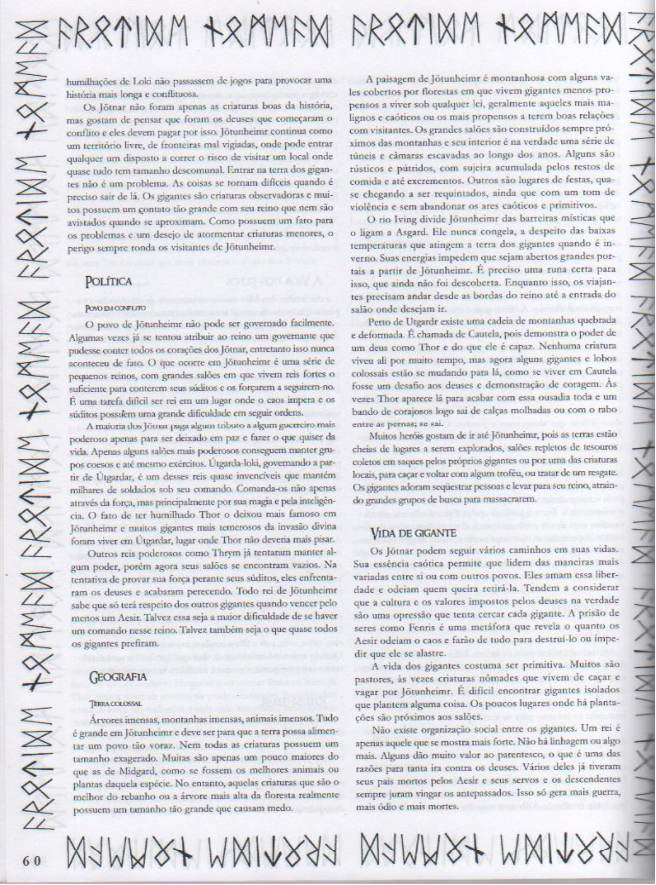 humilhações de Loki não passassem de jogos para provocar uma
história mais longa e conflituosa.
Os Jötnar não foram apenas as criaturas boas da história,
mas gostam de pensar que foram os deuses que começaram o
conflito e eles devem pagar por isso. Jötunheimr continua como
um território livre, de fronteiras mal vigiadas, onde pode entrar
qualquer um disposto a correr o risco de visitar um local onde
quase tudo tem tamanho descomunal. Entrar na terra dos gigan-
tes não é um problema. As coisas se tornam difíceis quando é
preciso sair de lá. Os gigantes são criaturas observadoras e mui-
tos possuem um contato tão grande com seu reino que nem são
avistados quando se aproximam. Como possuem um fato para
os problemas e um desejo de atormentar criaturas menores, o
perigo sempre ronda os visitantes de Jötunheimr.
POLÍTICA
POVO EM CONFLITO
O povo de Jötunheimr não pode ser governado facilmente.
Algumas vezes já se tentou atribuir ao reino um governante que
pudesse conter todos os corações dos Jötnar, entretanto isso nunca
aconteceu de fato. O que ocorre em Jötunheimr é uma série de
pequenos reinos, com grandes salões em que vivem reis fortes o
suficiente para conterem seus súditos e os forçarem a seguirem-no.
É uma tarefa difícil ser rei em um lugar onde o caos impera e os
súditos possuem uma grande dificuldade em seguir ordens.
A maioria dos Jötnar paga algum tributo a algum guerreiro mais
poderoso apenas para ser deixado em paz e fazer o que quiser da
vida. Apenas alguns salões mais poderosos conseguem manter gru-
pos coesos e até mesmo exércitos. Útgarda-loki, governando a par-
tir de Útgardar, é um desses reis quase invencíveis que mantém
milhares de soldados sob seu comando. Comanda-os não apenas
através da força, mas principalmente por sua magia e pela inteligên-
cia. O fato de ter humilhado Thor o deixou mais famoso em
Jötunheimr e muitos gigantes mais temerosos da invasão divina
foram viver em Útgardar, lugar onde Thor não deveria mais pisar.
Outros reis poderosos como Thrym já tentaram manter al-
gum poder, porém agora seus salões se encontram vazios. Na
tentativa de provar sua força perante seus súditos, eles enfrenta-
ram os deuses e acabaram perecendo. Todo rei de Jötunheimr
sabe que só terá respeito dos outros gigantes quando vencer pelo
menos um Aesir. Talvez essa seja a maior dificuldade de se haver
um comando nesse reino. Talvez também seja o que quase todos
os gigantes prefiram.
GEOGRAFIA
TERRA COLOSSAL
Árvores imensas, montanhas imensas, animais imensos. Tudo
é grande em Jötunheimr e deve ser para que a terra possa alimen-
tar um povo tão voraz. Nem todas as criaturas possuem um
tamanho exagerado. Muitas são apenas um pouco maiores do
que as de Midgard, como se fossem os melhores animais ou
plantas daquela espécie. No entanto, aquelas criaturas que são o
melhor do rebanho ou a árvore mais alta da floresta realmente
possuem um tamanho tão grande que causam medo.
60
A paisagem de Jötunheimr é montanhosa com alguns va-
les cobertos por florestas em que vivem gigantes menos pro-
pensos a viver sob qualquer lei, geralmente aqueles mais ma-
lignos e caóticos ou os mais propensos a terem boas relações
com visitantes. Os grandes salões são construídos sempre pró-
ximos das montanhas e seu interior é na verdade uma série de
túneis e câmaras escavadas ao longo dos anos. Alguns são
rústicos e pútridos, com sujeira acumulada pelos restos de
comida e até excrementos. Outros são lugares de festas, qua-
se chegando a ser requintados, ainda que com um tom de
violência e sem abandonar os ares caóticos e primitivos.
O rio Iving divide Jötunheimr das barreiras místicas que
o ligam a Asgard. Ele nunca congela, a despeito das baixas
temperaturas que atingem a terra dos gigantes quando é in-
verno. Suas energias impedem que sejam abertos grandes por-
tais a partir de Jötunheimr. É preciso uma runa certa para
isso, que ainda não foi descoberta. Enquanto isso, os viajan-
tes precisam andar desde as bordas do reino até a entrada do
salão onde desejam ir.
Perto de Utgardr existe uma cadeia de montanhas quebrada
e deformada. É chamada de Cautela, pois demonstra o poder de
um deus como Thor e do que ele é capaz. Nenhuma criatura
viveu ali por muito tempo, mas agora alguns gigantes e lobos
colossais estão se mudando para lá, como se viver em Cautela
fosse um desafio aos deuses e demonstração de coragem. Às
vezes Thor aparece lá para acabar com essa ousadia toda e um
bando de corajosos logo sai de calças molhadas ou com o rabo
entre as pernas; se sai.
Muitos heróis gostam de ir até Jötunheimr, pois as terras estão
cheias de lugares a serem explorados, salões repletos de tesouros
coletos em saques pelos próprios gigantes ou por uma das criaturas
locais, para caçar e voltar com algum troféu, ou tratar de um resgate.
Os gigantes adoram seqüestrar pessoas e levar para seu reino, atrain-
do grandes grupos de busca para massacrarem.
VIDA DE GIGANTE
Os Jötnar podem seguir vários caminhos em suas vidas.
Sua essência caótica permite que lidem das maneiras mais
variadas entre si ou com outros povos. Eles amam essa liber-
dade e odeiam quem queira retirá-la. Tendem a considerar
que a cultura e os valores impostos pelos deuses na verdade
são uma opressão que tenta cercar cada gigante. A prisão de
seres como Fenris é uma metáfora que revela o quanto os
Aesir odeiam o caos e farão de tudo para destruí-lo ou impe-
dir que ele se alastre.
A vida dos gigantes costuma ser primitiva. Muitos são
pastores, às vezes criaturas nômades que vivem de caçar e
vagar por Jötunheimr. É difícil encontrar gigantes isolados
que plantem alguma coisa. Os poucos lugares onde há planta-
ções são próximos aos salões.
Não existe organização social entre os gigantes. Um rei é
apenas aquele que se mostra mais forte. Não há linhagem ou algo
mais. Alguns dão muito valor ao parentesco, o que é uma das
razões para tanta ira contra os deuses. Vários deles já tiveram
seus pais mortos pelos Aesir e seus servos e os descendentes
sempre juram vingar os antepassados. Isso só gera mais guerra,
mais ódio e mais mortes.